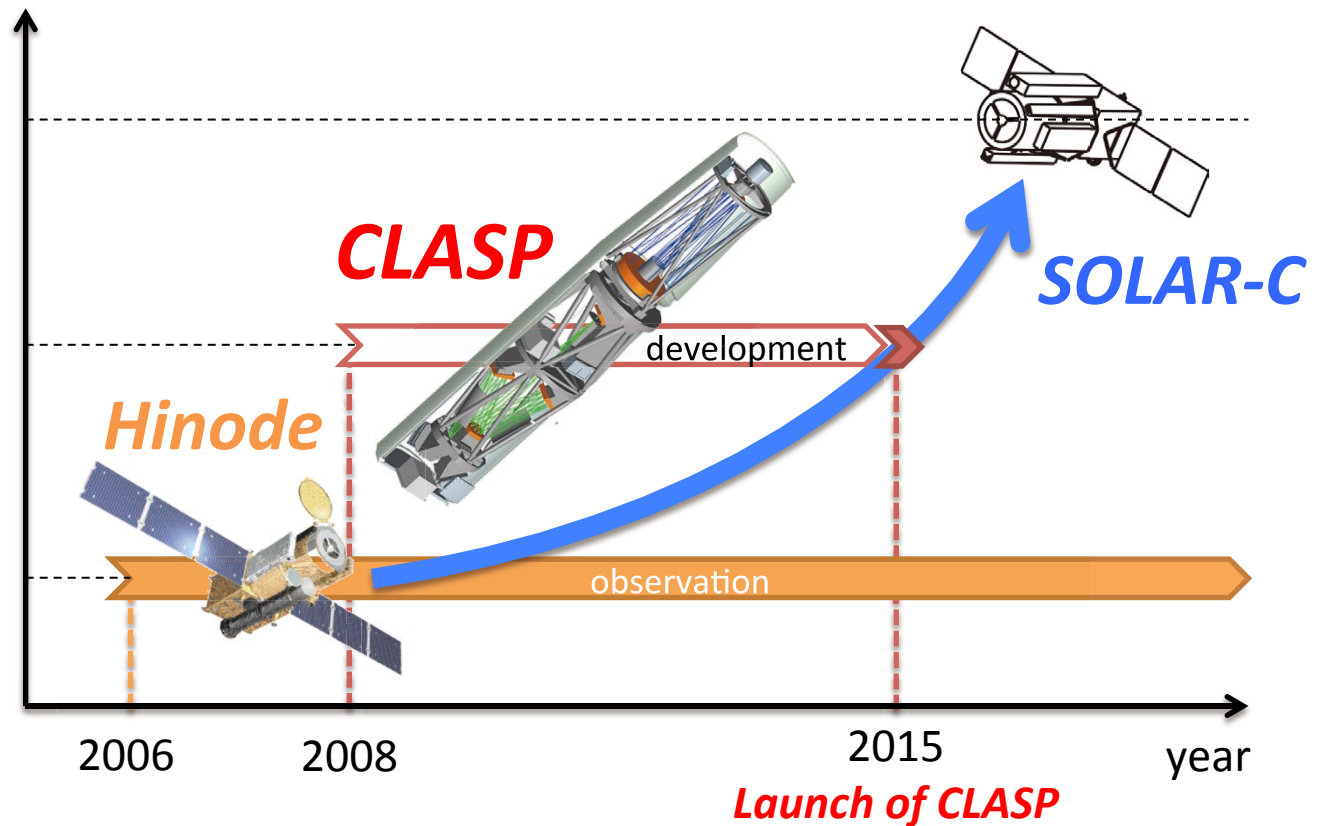 CLASP
SOLAR-C
development
Hinode
observation
2006
2008
2015
year
Launch of CLASP